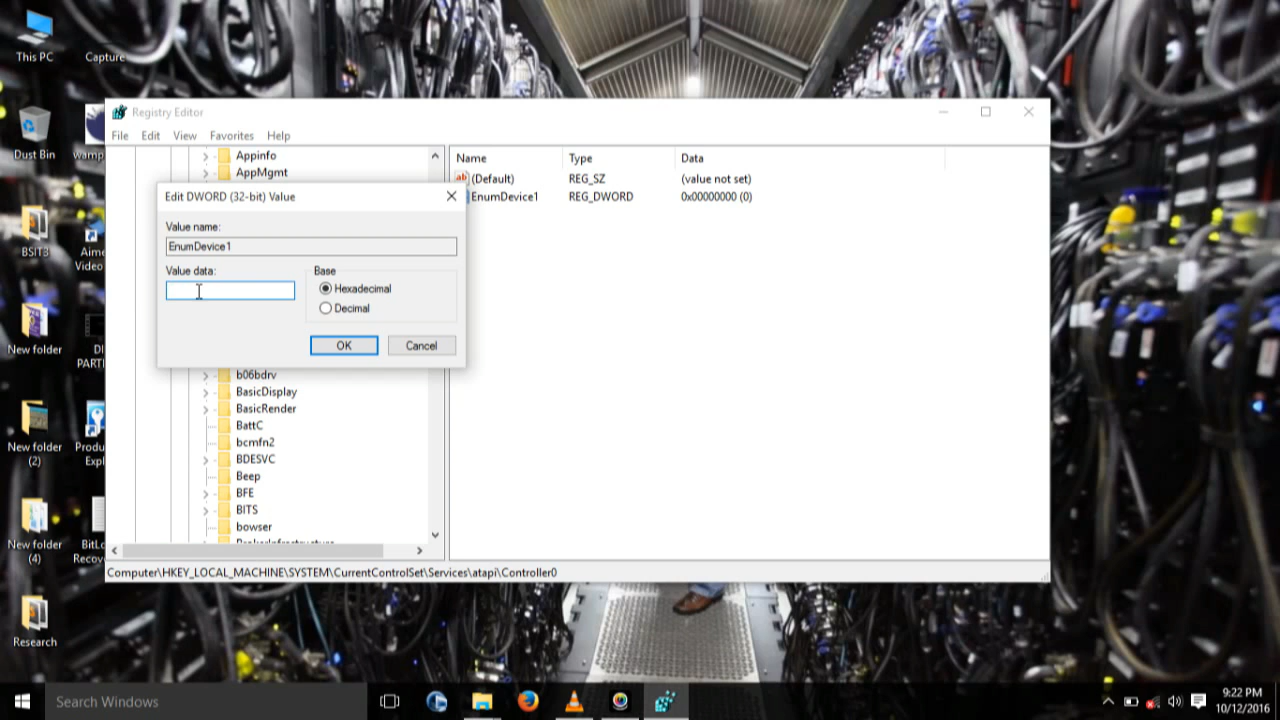 This PC
Capture
Dust Bin
wamp
BSIT3
Aime
Video
New folder
DI
PARTI
New folder
(2)
Produ
Expl
New folder
(4)
BitLo
Recov
Research
Registry Editor
File Edit View Favorites Help
Appinfo
AppMgmt
Edit DWORD (32-bit) Value
Value name:
EnumDevice1
Value data:
Base
Hexadecimal
Decimal
OK
Cancel
b06bdrv
BasicDisplay
BasicRender
BattC
bcmfn2
BDESVC
Beep
BFE
BITS
bowser
BrokerInfrastructure
Name Type Data
ab (Default) REG_SZ (value not set)
EnumDevice1 REG_DWORD 0x00000000 (0)
Computer\HKEY_LOCAL_MACHINE\SYSTEM\CurrentControlSet\Services\atapi\Controller0
Search Windows
9:22 PM
10/12/2016